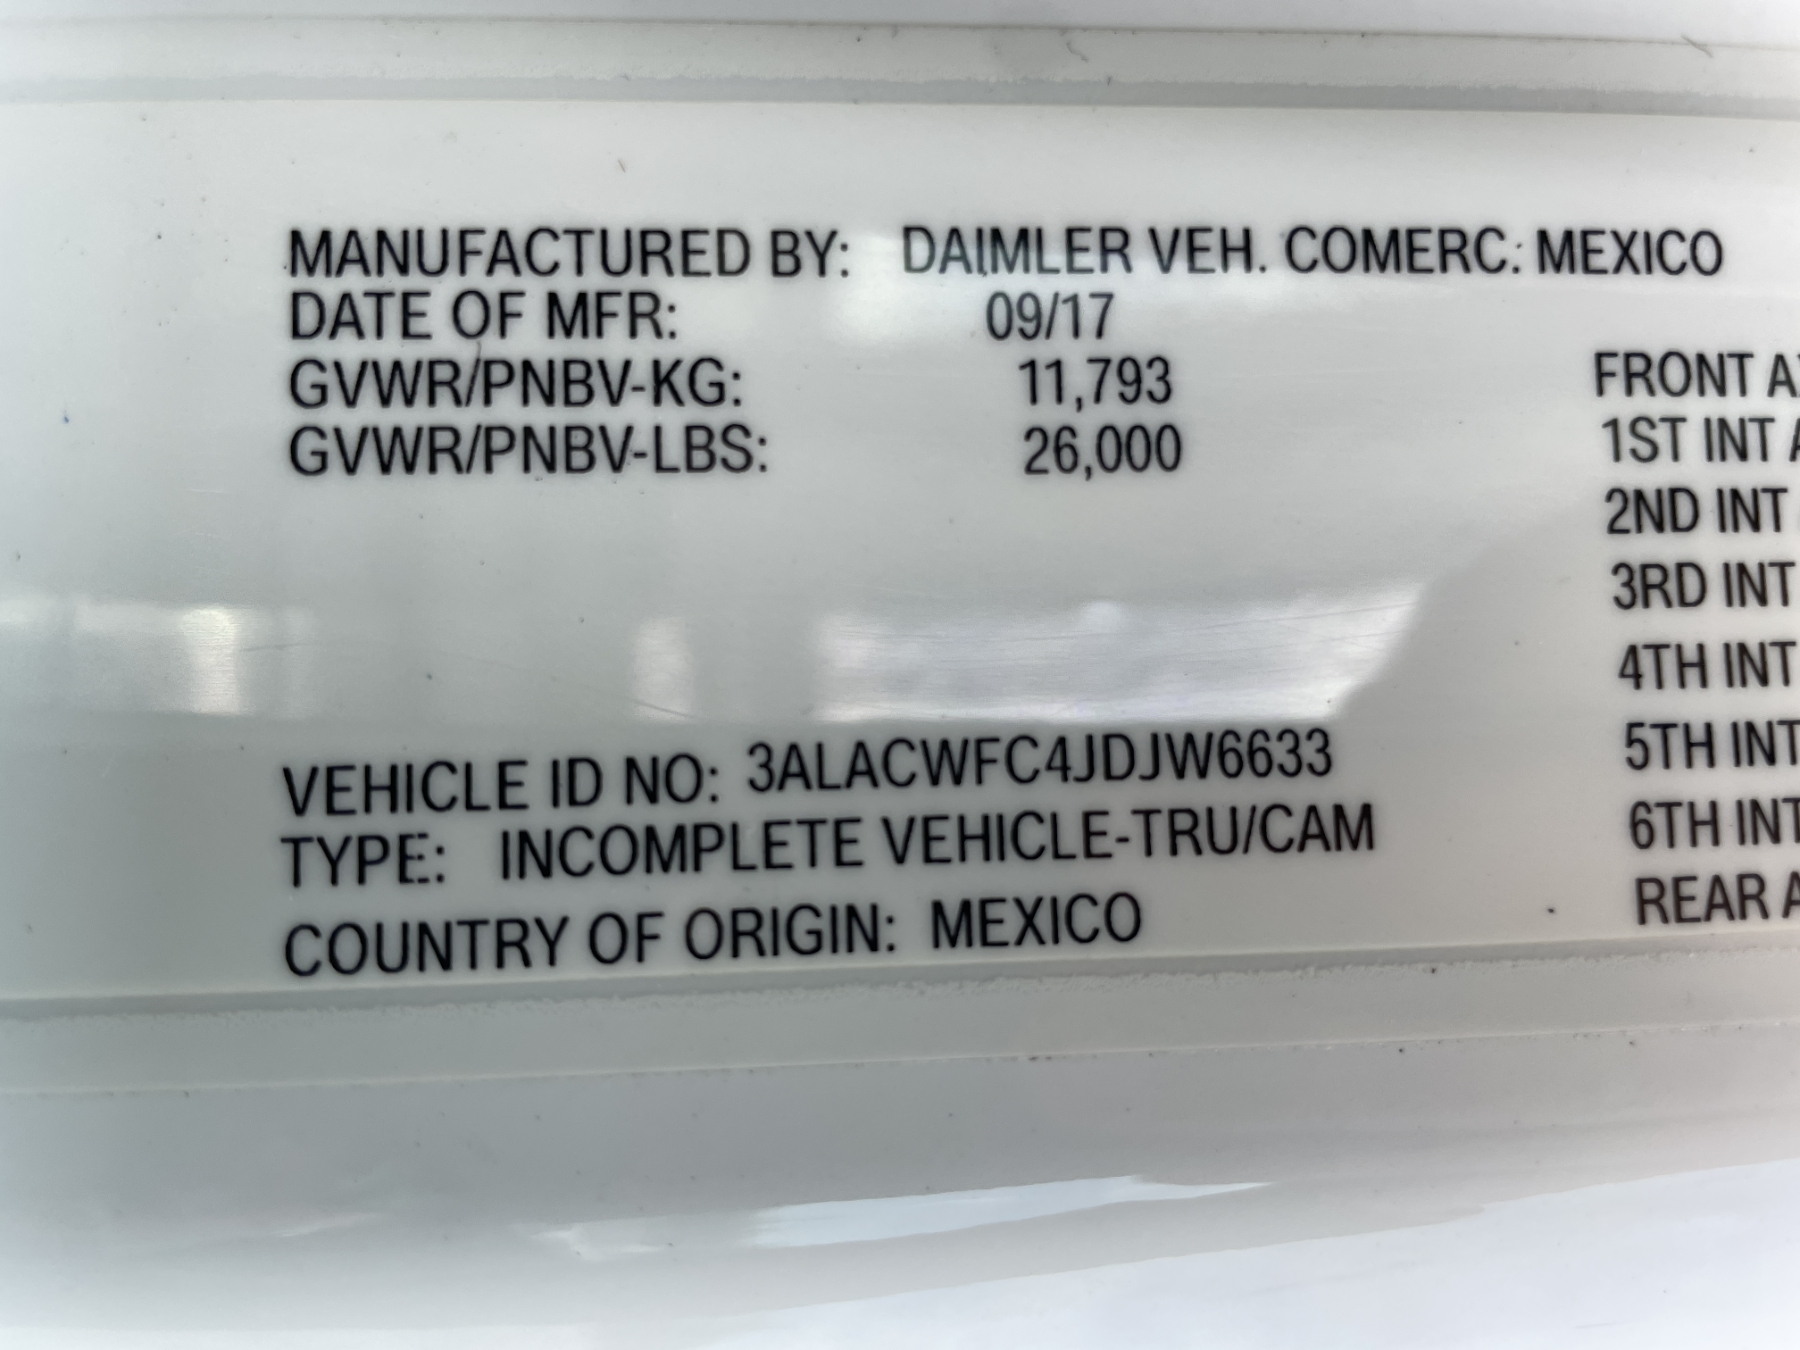 MANUFACTURED BY: DAIMLER VEH. COMERC: MEXICO
DATE OF MFR: 09/17
GVWR/PNBV-KG: 11,793
GVWR/PNBV-LBS: 26,000
VEHICLE ID NO: 3ALACWFC4JDJW6633
TYPE: INCOMPLETE VEHICLE-TRU/CAM
COUNTRY OF ORIGIN: MEXICO
FRONT
1ST INT
2ND INT
3RD INT
4TH INT
5TH INT
6TH INT
REAR